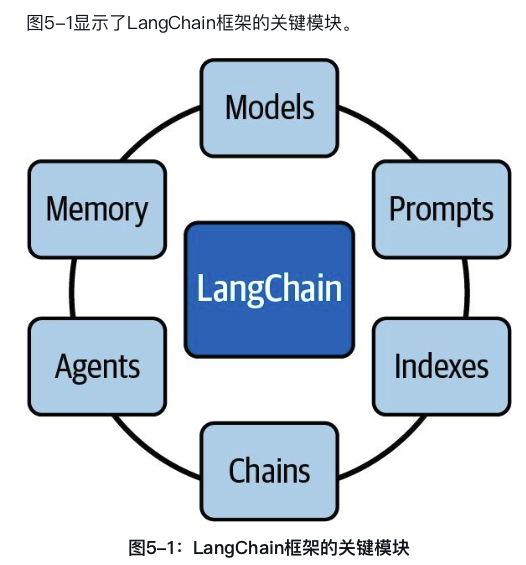 图5-1显示了LangChain框架的关键模块。
Models
Memory
Prompts
LangChain
Agents
Indexes
Chains
图5-1：LangChain框架的关键模块